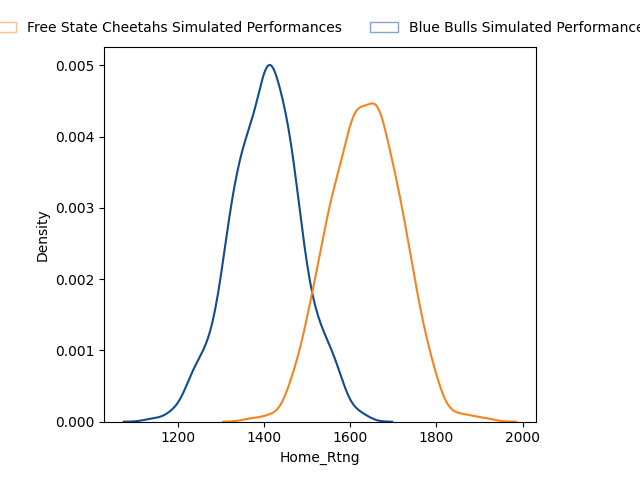 Free State Cheetahs Simulated Performances Blue Bulls Simulated Performance
0.005
0.004
0.003
0.002
0.001
0.000
Density
1200 1400 1600 1800 2000
Home_Rtng